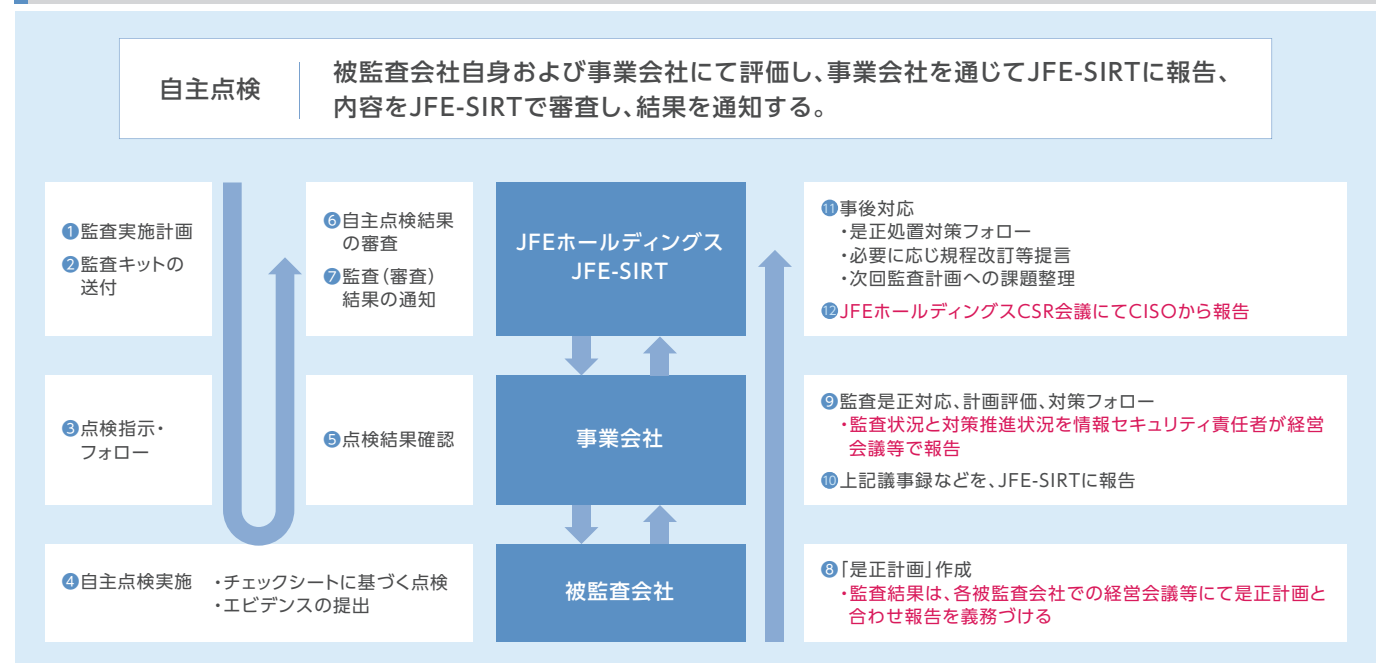 自主点検
被監査会社自身および事業会社にて評価し、事業会社を通じてJFE-SIRTに報告、
内容をJFE-SIRTで審査し、結果を通知する。
❶監査実施計画
❷監査キットの
送付
❻自主点検結果
の審査
❼監査（審査）
結果の通知
JFEホールディングス
JFE-SIRT
⓫事後対応
・是正処置対策フォロー
・必要に応じ規程改訂等提言
・次回監査計画への課題整理
⓬JFEホールディングスCSR会議にてCISOから報告
❸点検指示・
フォロー
❺点検結果確認
事業会社
❾監査是正対応、計画評価、対策フォロー
・監査状況と対策推進状況を情報セキュリティ責任者が経営
会議等で報告
❿上記議事録などを、JFE-SIRTに報告
❹自主点検実施
・チェックシートに基づく点検
・エビデンスの提出
被監査会社
❽「是正計画」作成
・監査結果は、各被監査会社での経営会議等にて是正計画と
合わせ報告を義務づける